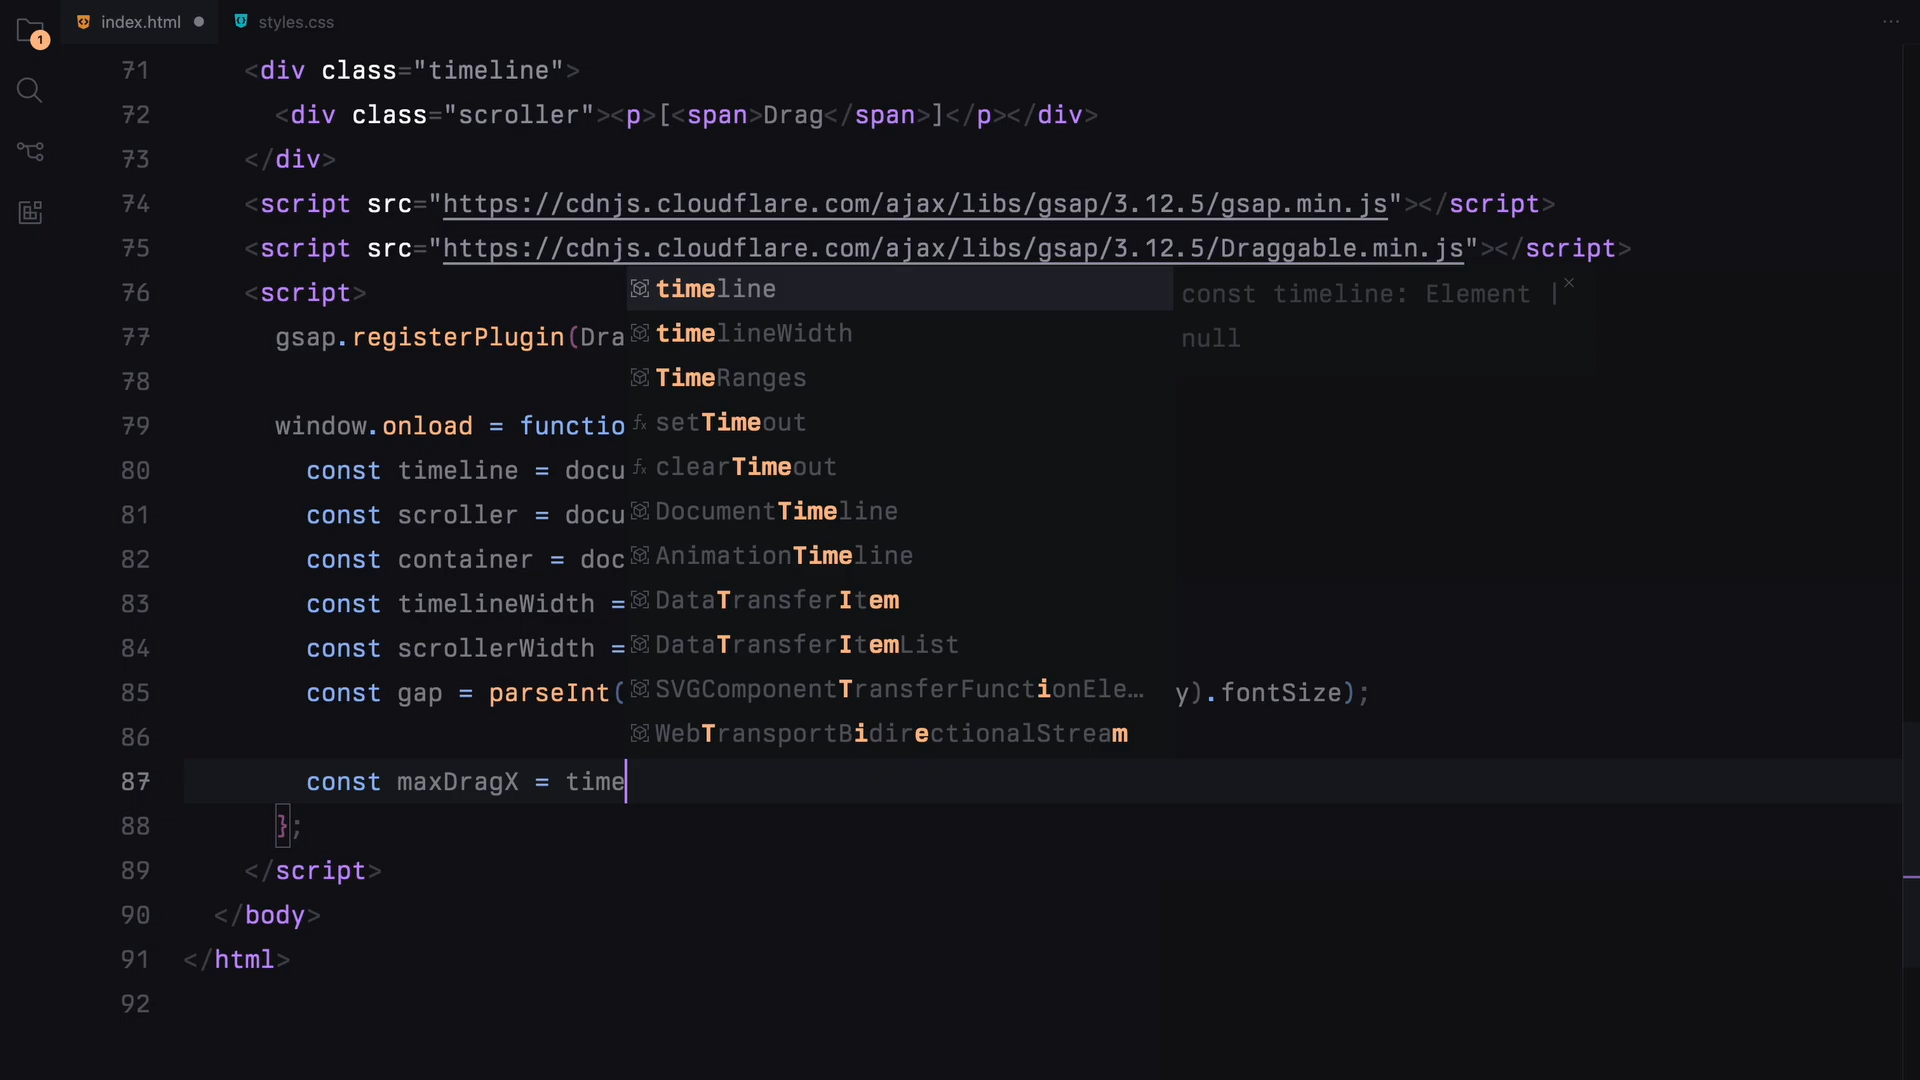 index.html
styles.css
...
1
71 <div class="timeline">
72 <div class="scroller"><p>[<span>Drag</span>]</p></div>
73 </div>
74 <script src="https://cdnjs.cloudflare.com/ajax/libs/gsap/3.12.5/gsap.min.js"></script>
75 <script src="https://cdnjs.cloudflare.com/ajax/libs/gsap/3.12.5/Draggable.min.js"></script>
76 <script>
77 gsap.registerPlugin(Dra
78
79 window.onload = functio
80 const timeline = docu
81 const scroller = docu
82 const container = doc
83 const timelineWidth =
84 const scrollerWidth =
85 const gap = parseInt( y).fontSize);
86
87 const maxDragX = time
88 };
89 </script>
90 </body>
91 </html>
92
timeline
timelineWidth
TimeRanges
setTimeout
clearTimeout
DocumentTimeline
AnimationTimeline
DataTransferItem
DataTransferItemList
SVGComponentTransferFunctionEle…
WebTransportBidirectionalStream
const timeline: Element |
null